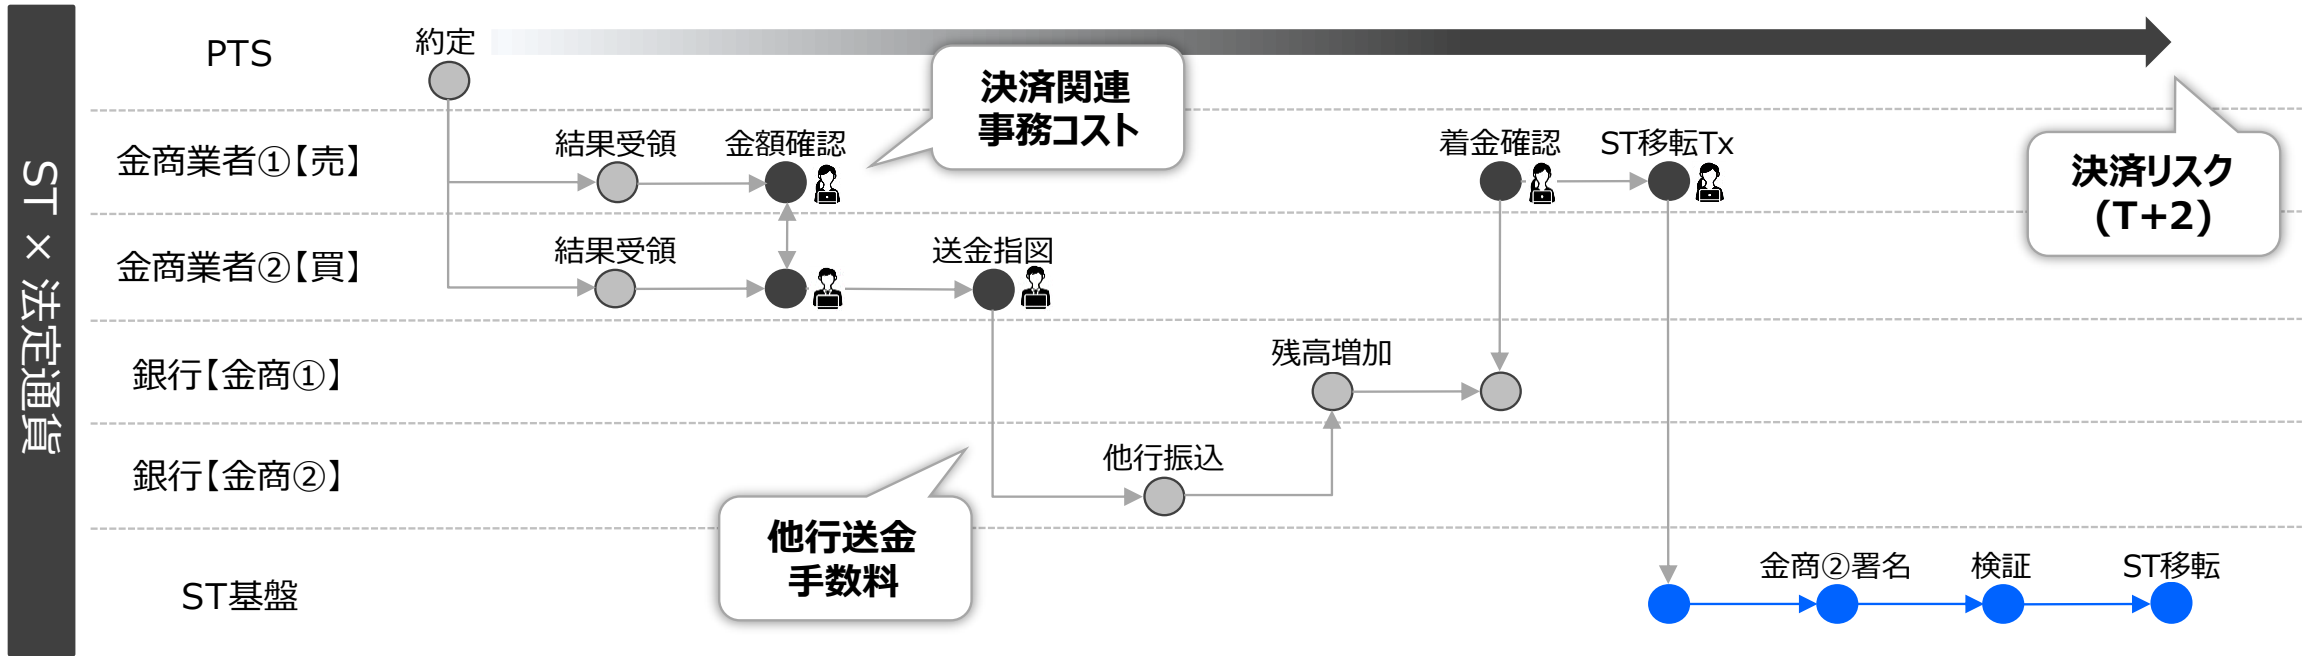 ST × 法定通貨
PTS
約定
決済関連
事務コスト
金商業者①【売】
結果受領
金額確認
着金確認
ST移転Tx
決済リスク
(T+2)
金商業者②【買】
結果受領
送金指図
銀行【金商①】
残高増加
銀行【金商②】
他行振込
他行送金
手数料
ST基盤
金商②署名
検証
ST移転